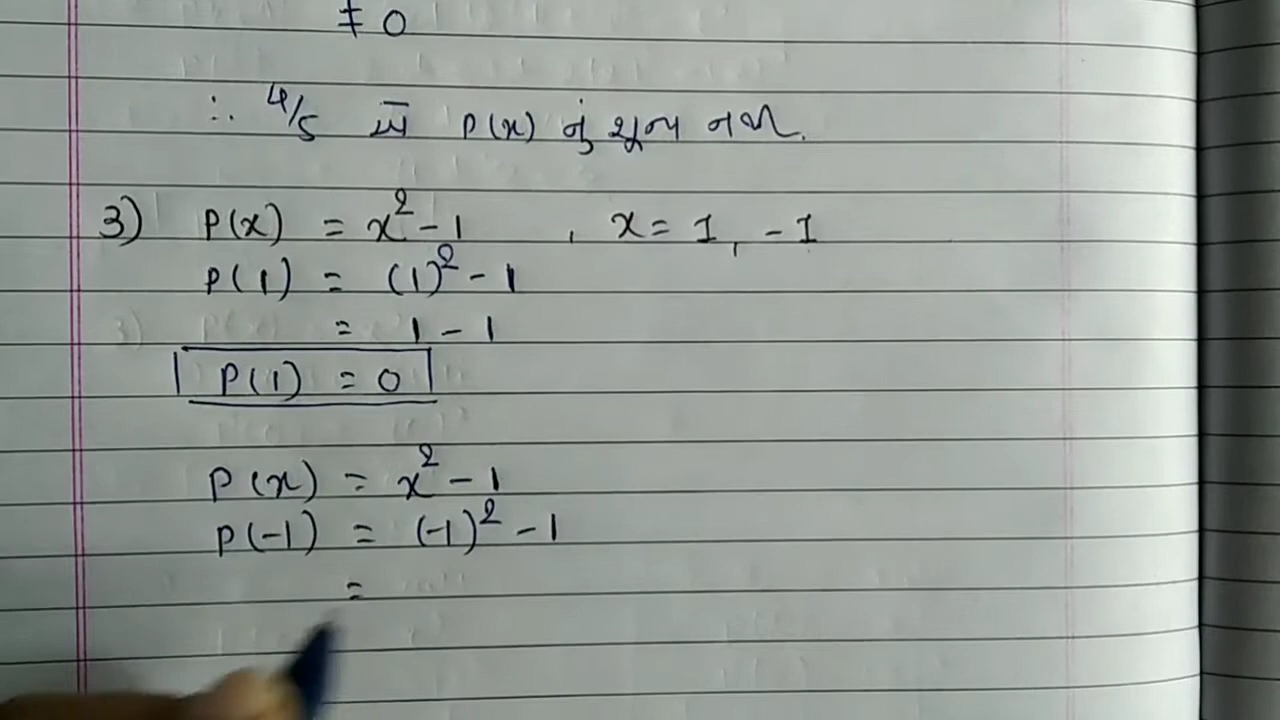 ≠ 0
∴ 4/5 એ P(x) નું શૂન્ય નથી.
3) P(x) = x² - 1 , x = 1, -1
P(1) = (1)² - 1
= 1 - 1
P(1) = 0
P(x) = x² - 1
P(-1) = (-1)² - 1
=